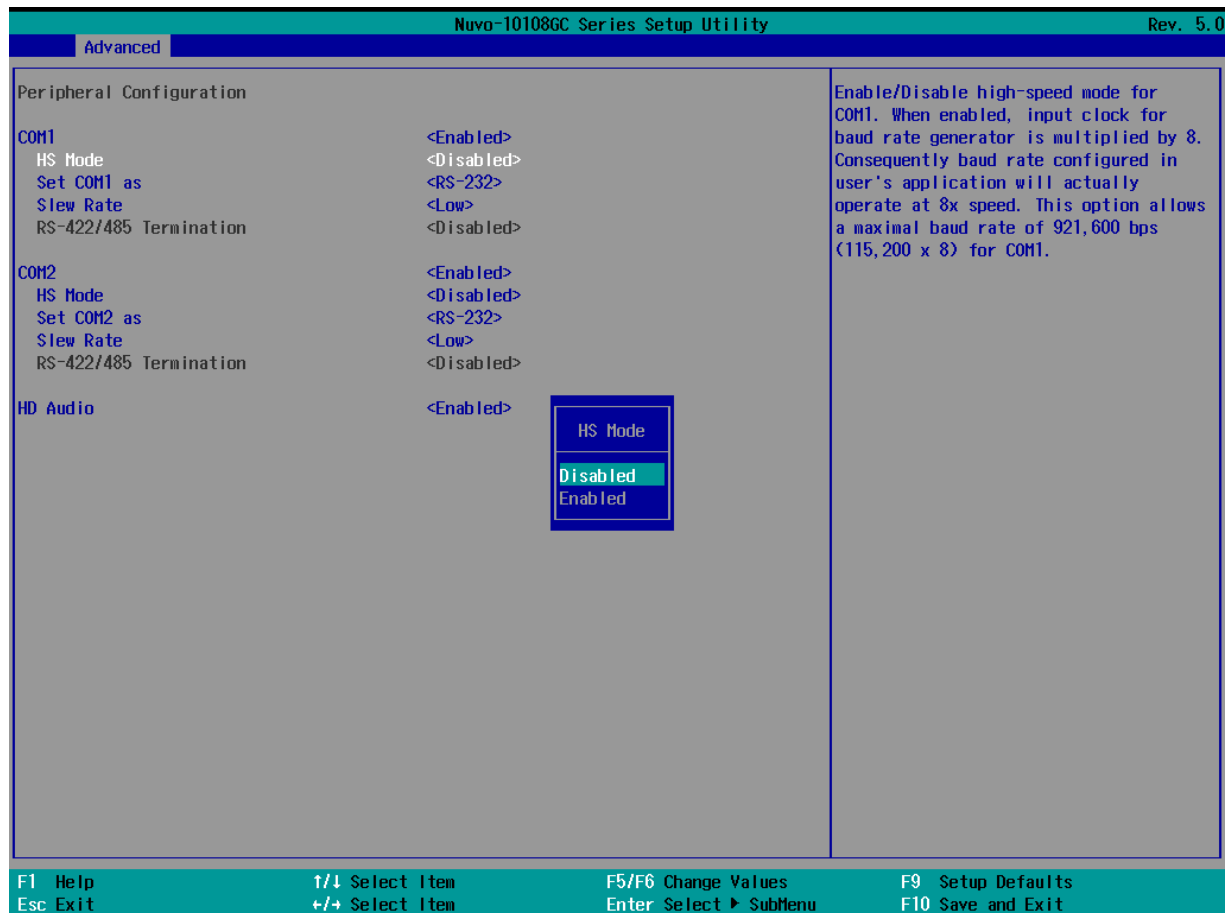 Nuvo-10108GC Series Setup Utility Rev. 5.0
Advanced
Peripheral Configuration
COM1 <Enabled>
HS Mode <Disabled>
Set COM1 as <RS-232>
Slew Rate <Low>
RS-422/485 Termination <Disabled>
COM2 <Enabled>
HS Mode <Disabled>
Set COM2 as <RS-232>
Slew Rate <Low>
RS-422/485 Termination <Disabled>
HD Audio <Enabled>
HS Mode
Disabled
Enabled
Enable/Disable high-speed mode for
COM1. When enabled, input clock for
baud rate generator is multiplied by 8.
Consequently baud rate configured in
user's application will actually
operate at 8x speed. This option allows
a maximal baud rate of 921,600 bps
(115,200 x 8) for COM1.
F1 Help ↑/↓ Select Item F5/F6 Change Values F9 Setup Defaults
Esc Exit ←/→ Select Item Enter Select ▶ SubMenu F10 Save and Exit